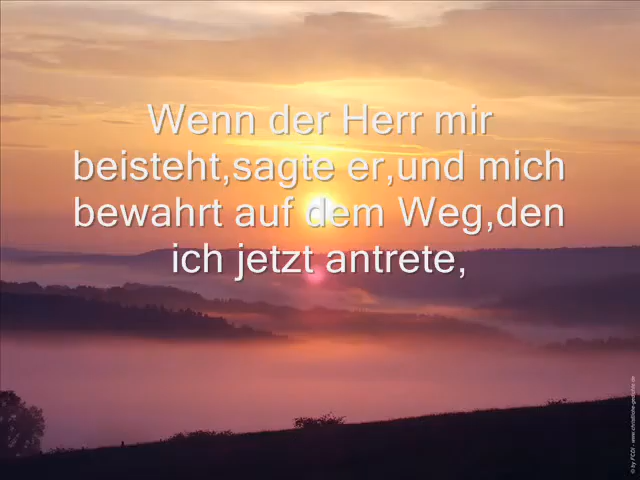 Wenn der Herr mir
beisteht,sagte er,und mich
bewahrt auf dem Weg,den
ich jetzt antrete,